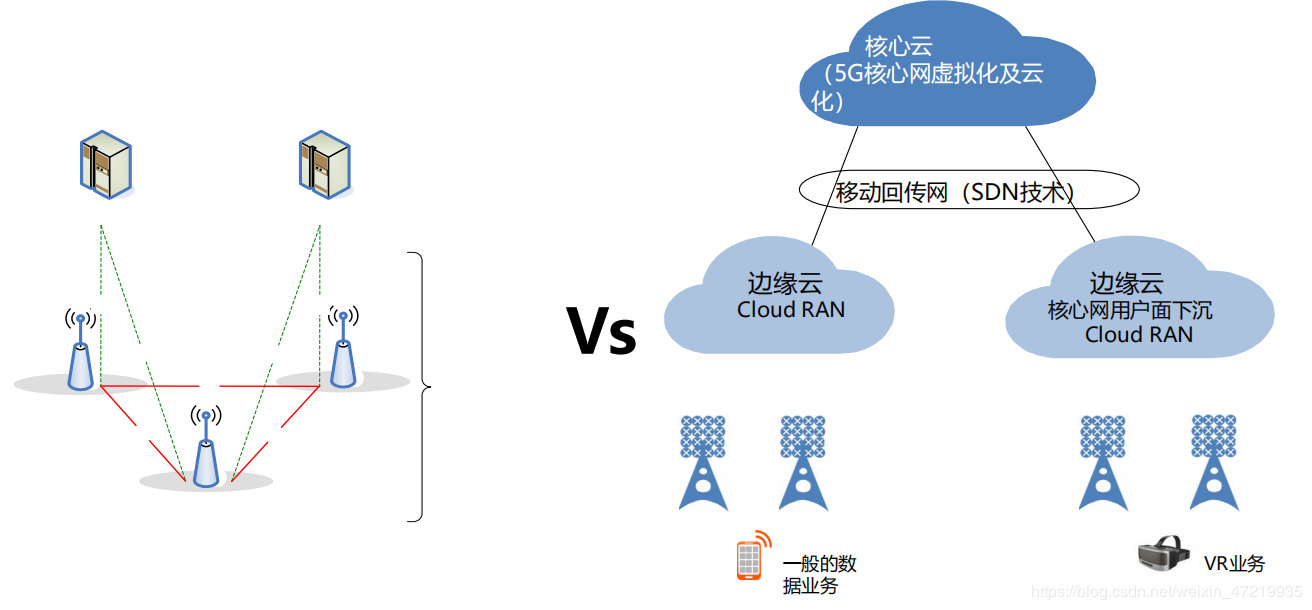 核心云
（5G核心网虚拟化及云
化）
移动回传网（SDN技术）
边缘云
Cloud RAN
边缘云
核心网用户面下沉
Cloud RAN
Vs
一般的数
据业务
VR业务
https://blog.csdn.net/weixin_47219935